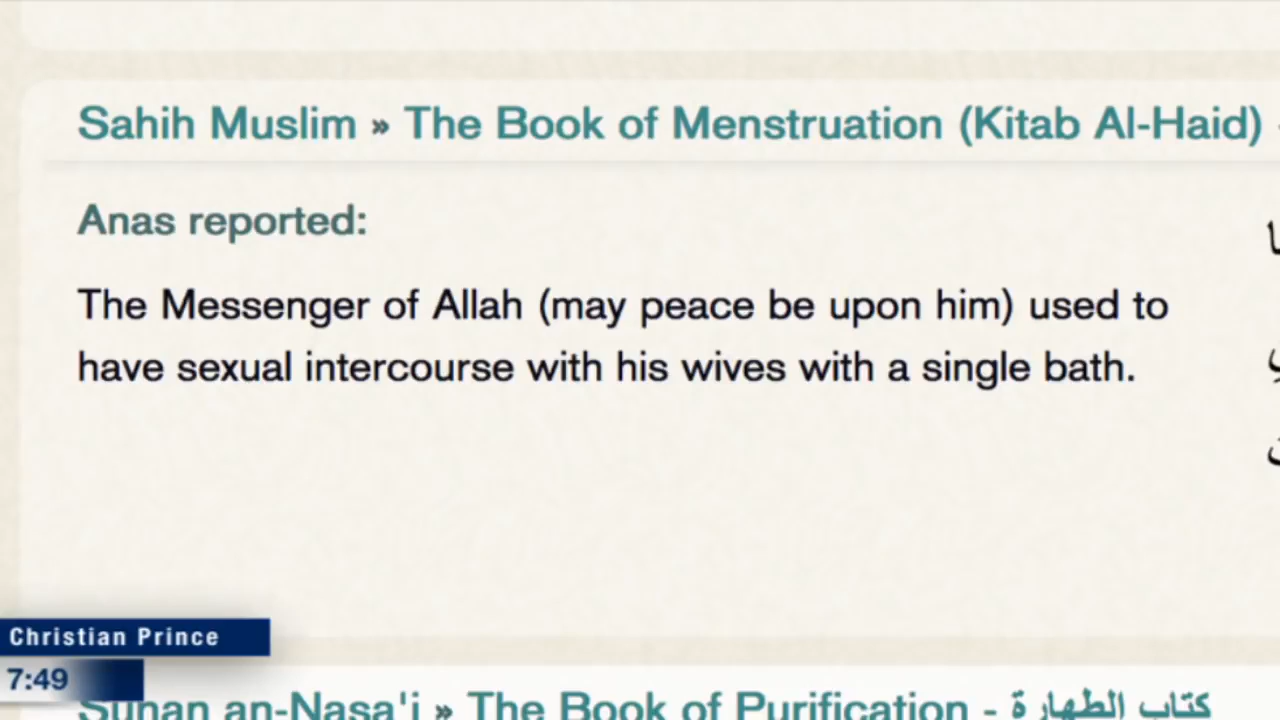 Sahih Muslim » The Book of Menstruation (Kitab Al-Haid)
Anas reported:
The Messenger of Allah (may peace be upon him) used to
have sexual intercourse with his wives with a single bath.
Christian Prince
7:49
Sunan an-Nasa'i » The Book of Purification - كتاب الطهارة